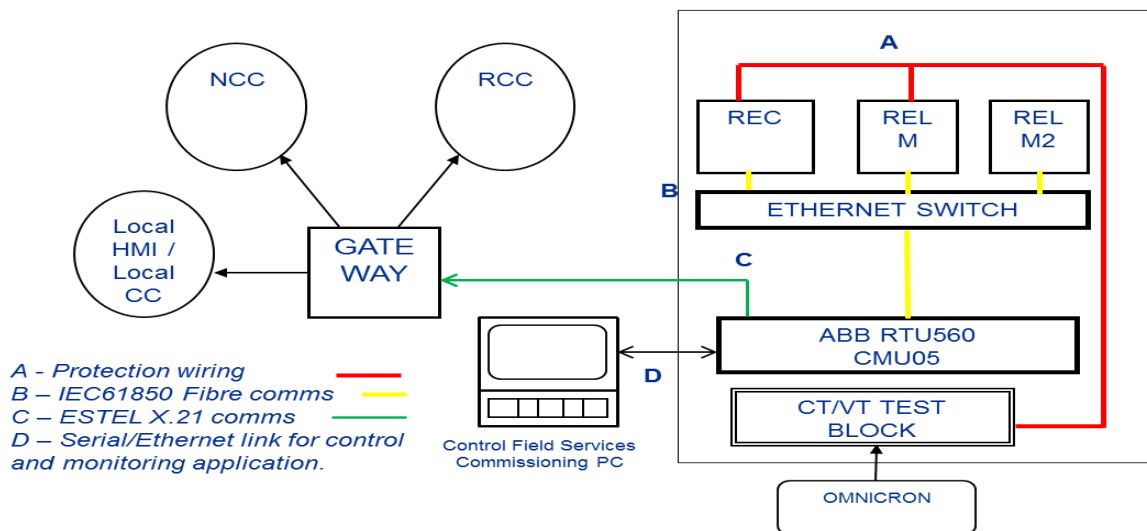 NCC
RCC
Local
HMI /
Local
CC
GATE
WAY
A - Protection wiring
B – IEC61850 Fibre comms
C – ESTEL X.21 comms
D – Serial/Ethernet link for control
and monitoring application.
Control Field Services
Commissioning PC
A
REC
REL
M
REL
M2
B
ETHERNET SWITCH
C
ABB RTU560
CMU05
D
CT/VT TEST
BLOCK
OMNICRON